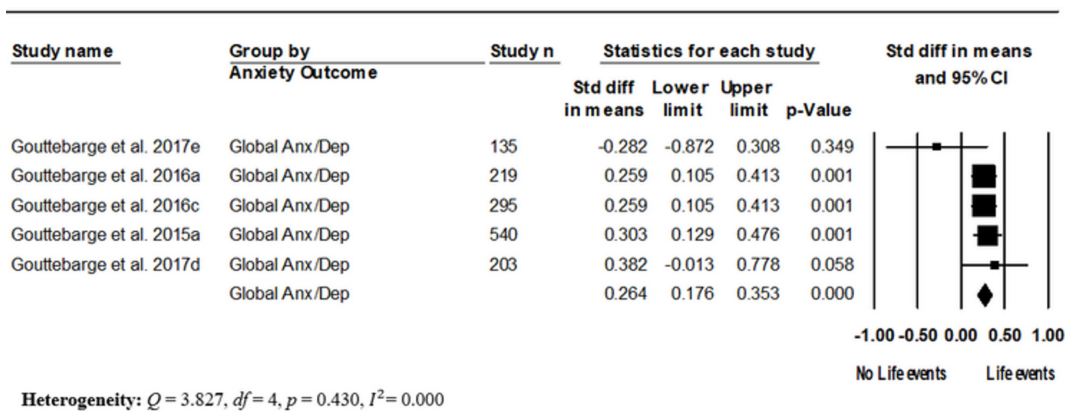 Study name Group by Study n Statistics for each study Std diff in means
Anxiety Outcome and 95% CI
Std diff Lower Upper
in means limit limit p-Value
Gouttebarge et al. 2017e Global Anx/Dep 135 -0.282 -0.872 0.308 0.349
Gouttebarge et al. 2016a Global Anx/Dep 219 0.259 0.105 0.413 0.001
Gouttebarge et al. 2016c Global Anx/Dep 295 0.259 0.105 0.413 0.001
Gouttebarge et al. 2015a Global Anx/Dep 540 0.303 0.129 0.476 0.001
Gouttebarge et al. 2017d Global Anx/Dep 203 0.382 -0.013 0.778 0.058
Global Anx/Dep 0.264 0.176 0.353 0.000
-1.00 -0.50 0.00 0.50 1.00
No Life events Life events
Heterogeneity: Q = 3.827, df = 4, p = 0.430, I²= 0.000